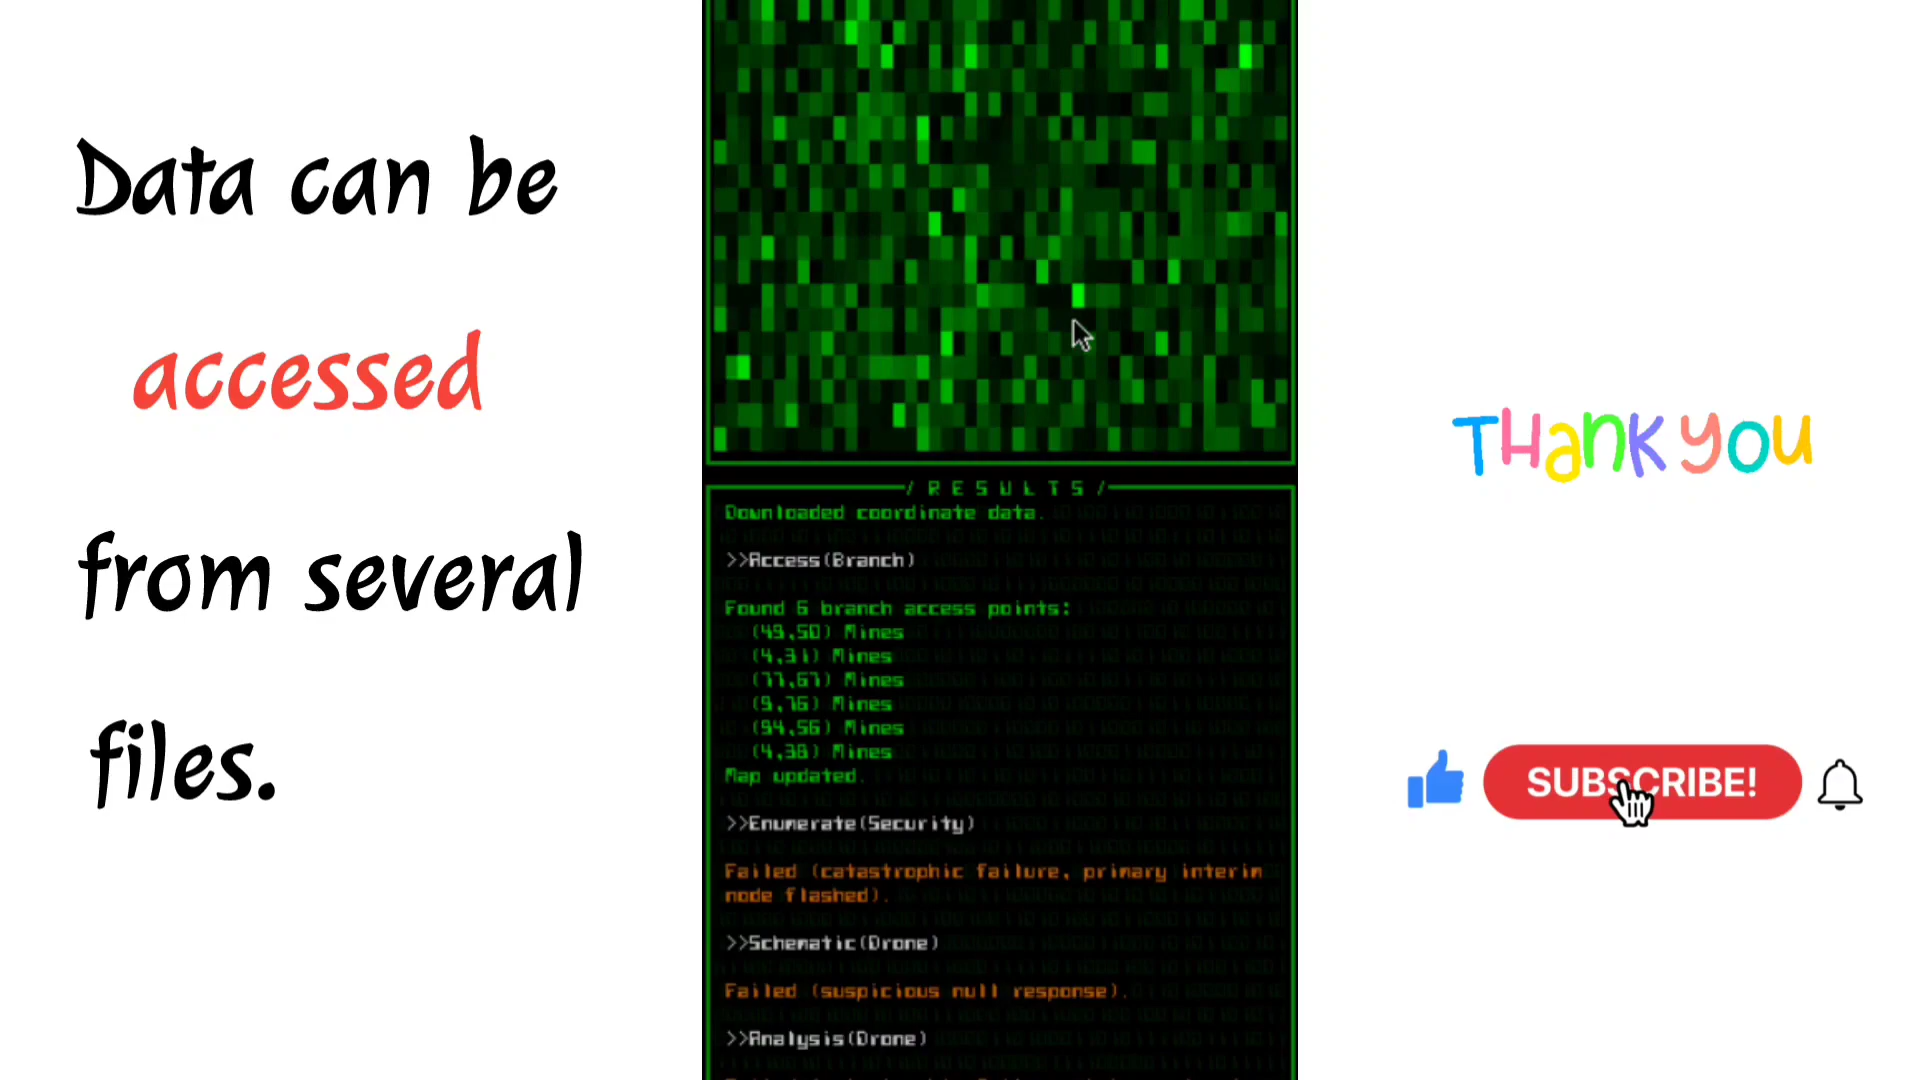 Data can be
accessed
from several
files.
/ R E S U L T S /
Downloaded coordinate data.
>>Access(Branch)
Found 6 branch access points:
(49,50) Mines
(4,31) Mines
(77,67) Mines
(9,76) Mines
(94,56) Mines
(4,38) Mines
Map updated.
>>Enumerate(Security)
Failed (catastrophic failure, primary interim
node flashed).
>>Schematic(Drone)
Failed (suspicious null response).
>>Analysis(Drone)
THank you
SUBSCRIBE!